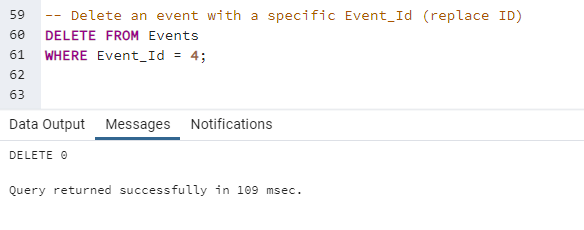 59 -- Delete an event with a specific Event_Id (replace ID)
60 DELETE FROM Events
61 WHERE Event_Id = 4;
62
63
Data Output Messages Notifications
DELETE 0
Query returned successfully in 109 msec.